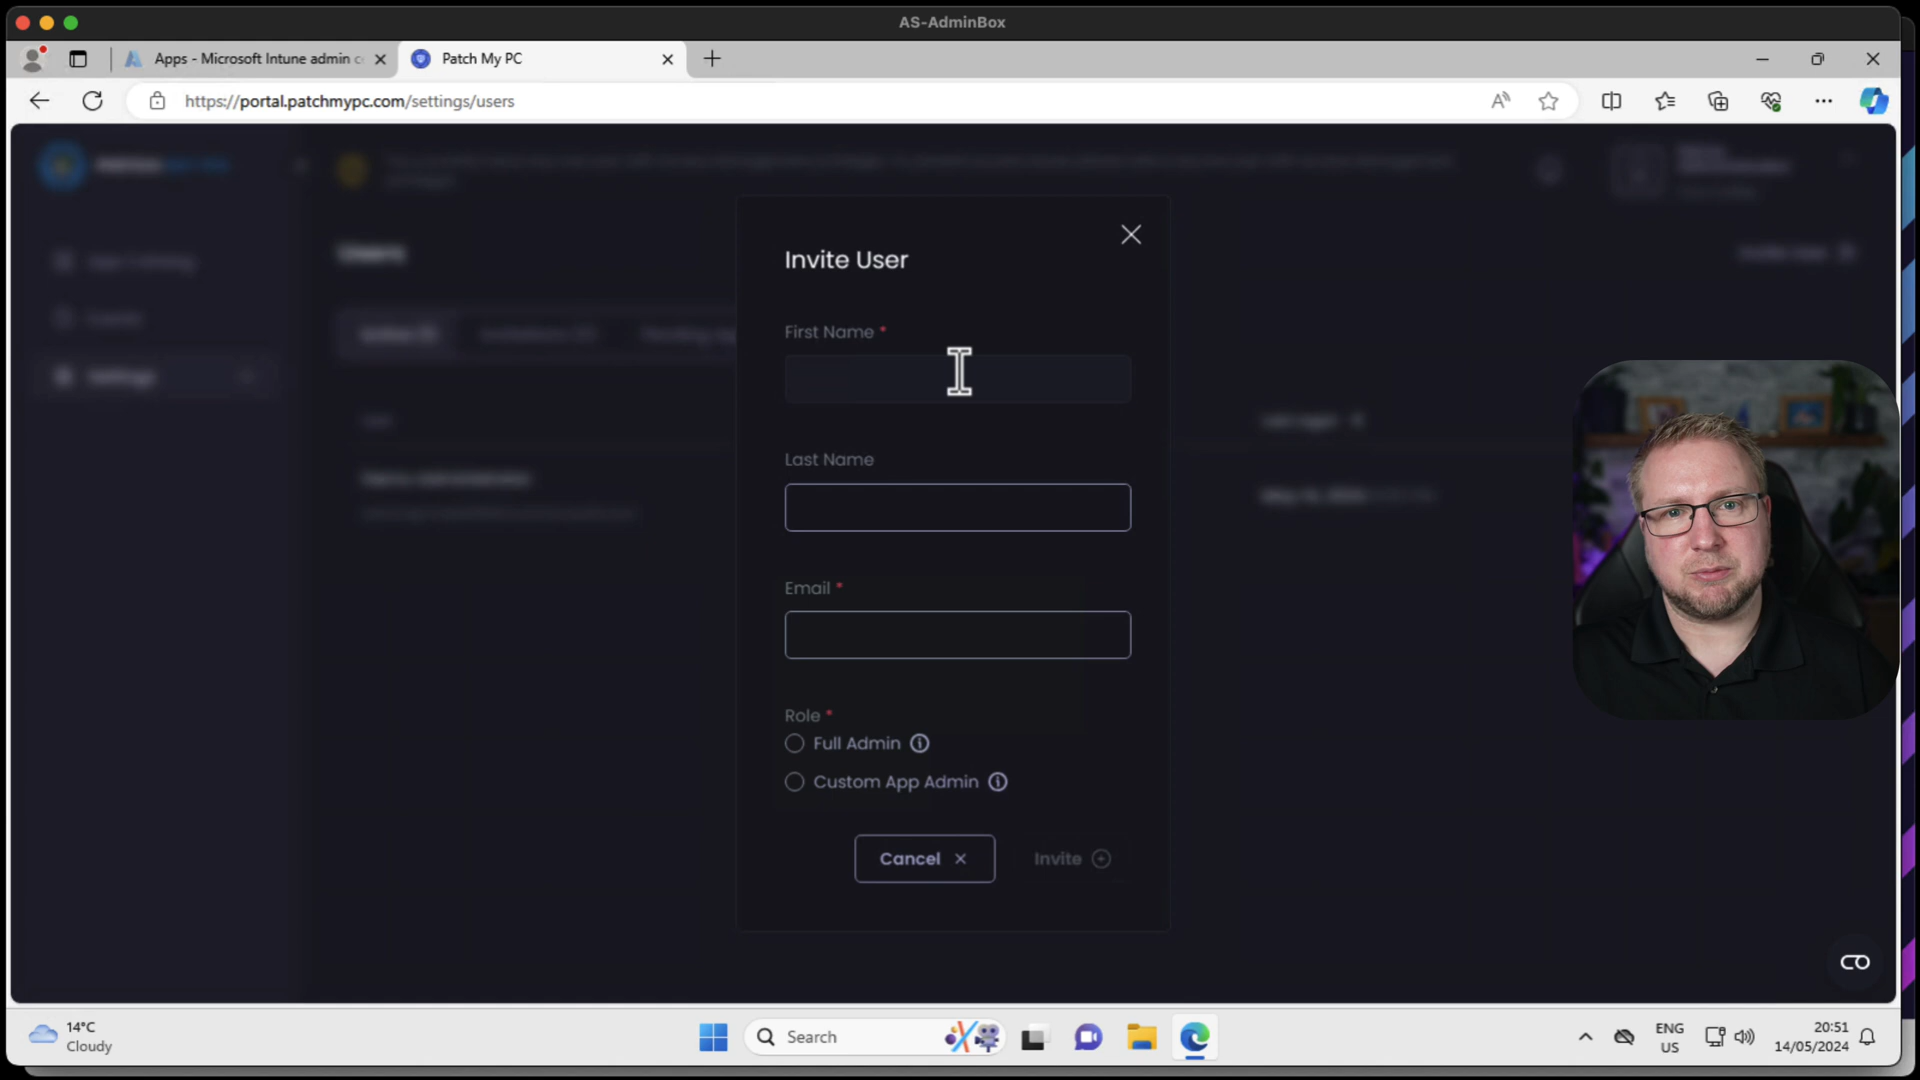 AS-AdminBox
Apps - Microsoft Intune admin c
Patch My PC
https://portal.patchmypc.com/settings/users
Users
Invite User
First Name *
Last Name
Email *
Role *
Full Admin
Custom App Admin
Cancel
Invite
14°C
Cloudy
Search
ENG
US
20:51
14/05/2024